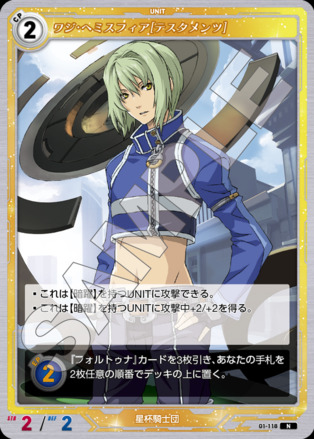 UNIT
CP
2
ワジ・ヘミスフィア[テスタメンツ]
SAMPLE
・これは【暗躍】を持つUNITに攻撃できる。
・これは【暗躍】を持つUNITに攻撃中+2/+2を得る。
2
『フォルトゥナ』カードを3枚引き、あなたの手札を
2枚任意の順番でデッキの上に置く。
2 / 2
星杯騎士団
01-118 N